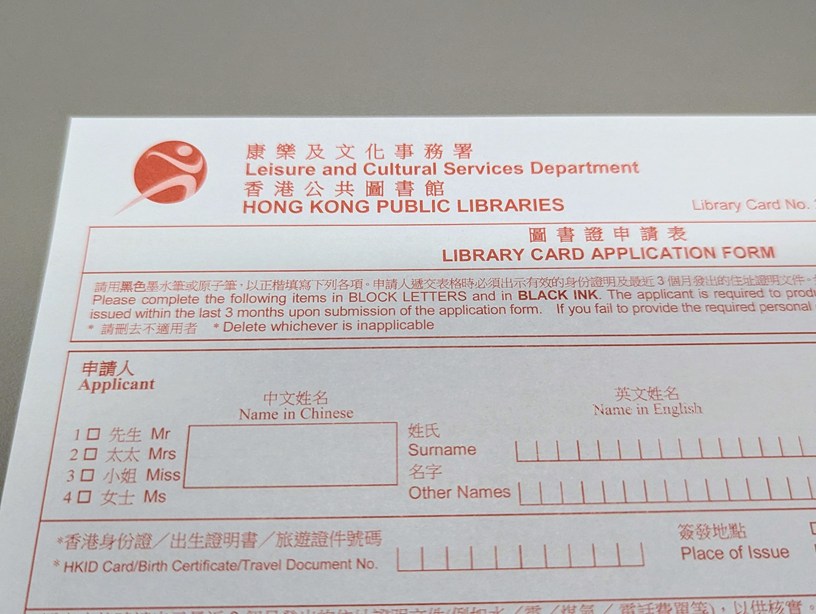 康樂及文化事務署
Leisure and Cultural Services Department
香港公共圖書館
HONG KONG PUBLIC LIBRARIES
Library Card No.
圖書證申請表
LIBRARY CARD APPLICATION FORM
請用黑色墨水筆或原子筆，以正楷填寫下列各項。申請人遞交表格時必須出示有效的身份證明及最近3個月發出的住址證明文件。
Please complete the following items in BLOCK LETTERS and in BLACK INK. The applicant is required to
issued within the last 3 months upon submission of the application form. If you fail to provide the required personal
* 請刪去不適用者 * Delete whichever is inapplicable
申請人
Applicant
中文姓名
Name in Chinese
英文姓名
Name in English
1 □ 先生 Mr
2 □ 太太 Mrs
3 □ 小姐 Miss
4 □ 女士 Ms
姓氏
Surname
名字
Other Names
*香港身份證／出生證明書／旅遊證件號碼
* HKID Card/Birth Certificate/Travel Document No.
簽發地點
Place of Issue